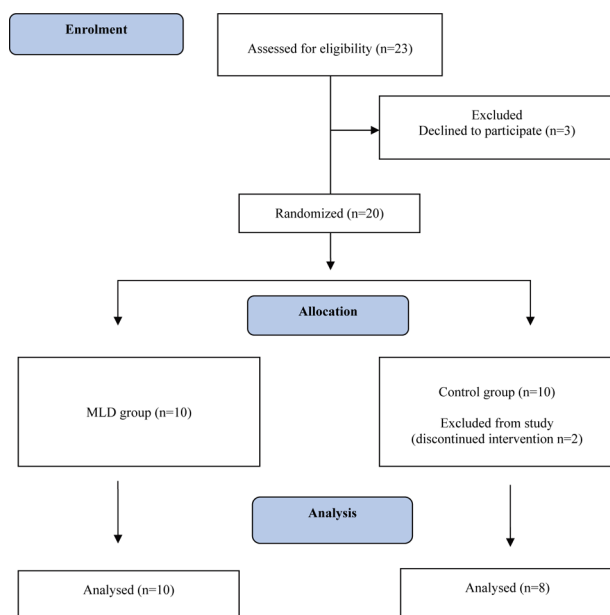 Enrolment
Assessed for eligibility (n=23)
Excluded
Declined to participate (n=3)
Randomized (n=20)
Allocation
MLD group (n=10)
Control group (n=10)
Excluded from study
(discontinued intervention n=2)
Analysis
Analysed (n=10)
Analysed (n=8)